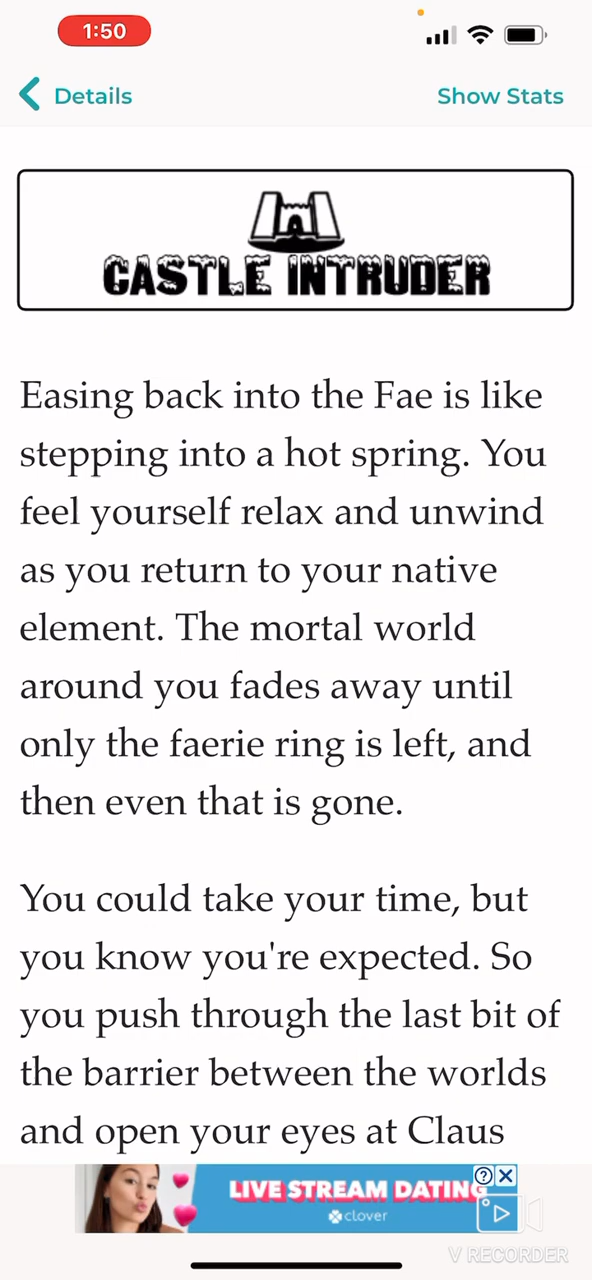 1:50
Details
Show Stats
CASTLE INTRUDER
Easing back into the Fae is like
stepping into a hot spring. You
feel yourself relax and unwind
as you return to your native
element. The mortal world
around you fades away until
only the faerie ring is left, and
then even that is gone.
You could take your time, but
you know you're expected. So
you push through the last bit of
the barrier between the worlds
and open your eyes at Claus
LIVE STREAM DATING
clover
V RECORDER